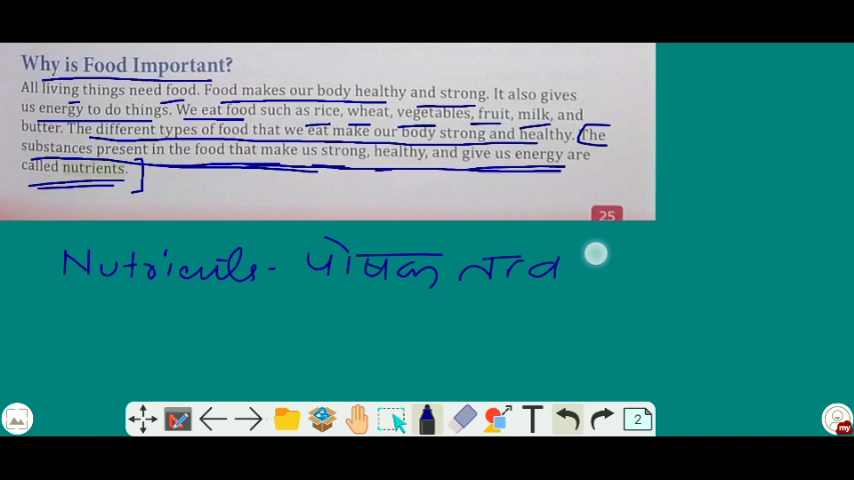 Why is Food Important?
All living things need food. Food makes our body healthy and strong. It also gives
us energy to do things. We eat food such as rice, wheat, vegetables, fruit, milk, and
butter. The different types of food that we eat make our body strong and healthy. The
substances present in the food that make us strong, healthy, and give us energy are
called nutrients.
25
Nutrients - पोषक तत्व
T
2
my